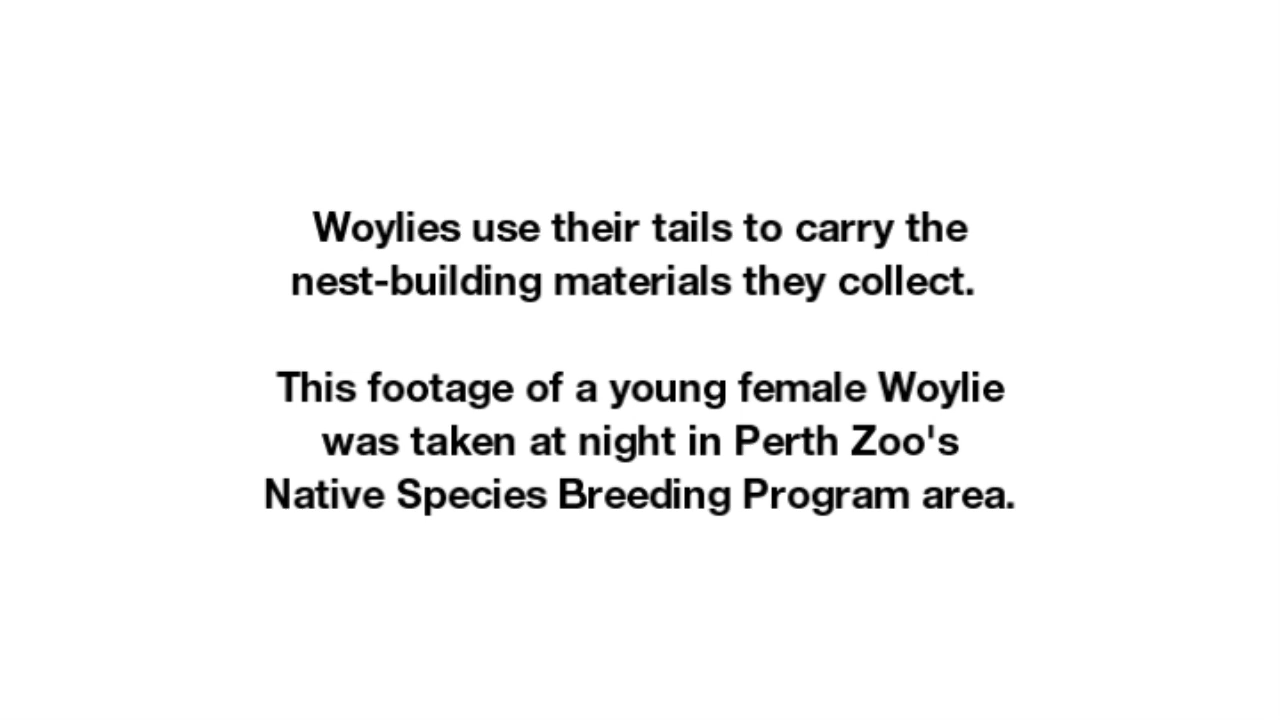 Woylies use their tails to carry the
nest-building materials they collect.
This footage of a young female Woylie
was taken at night in Perth Zoo's
Native Species Breeding Program area.